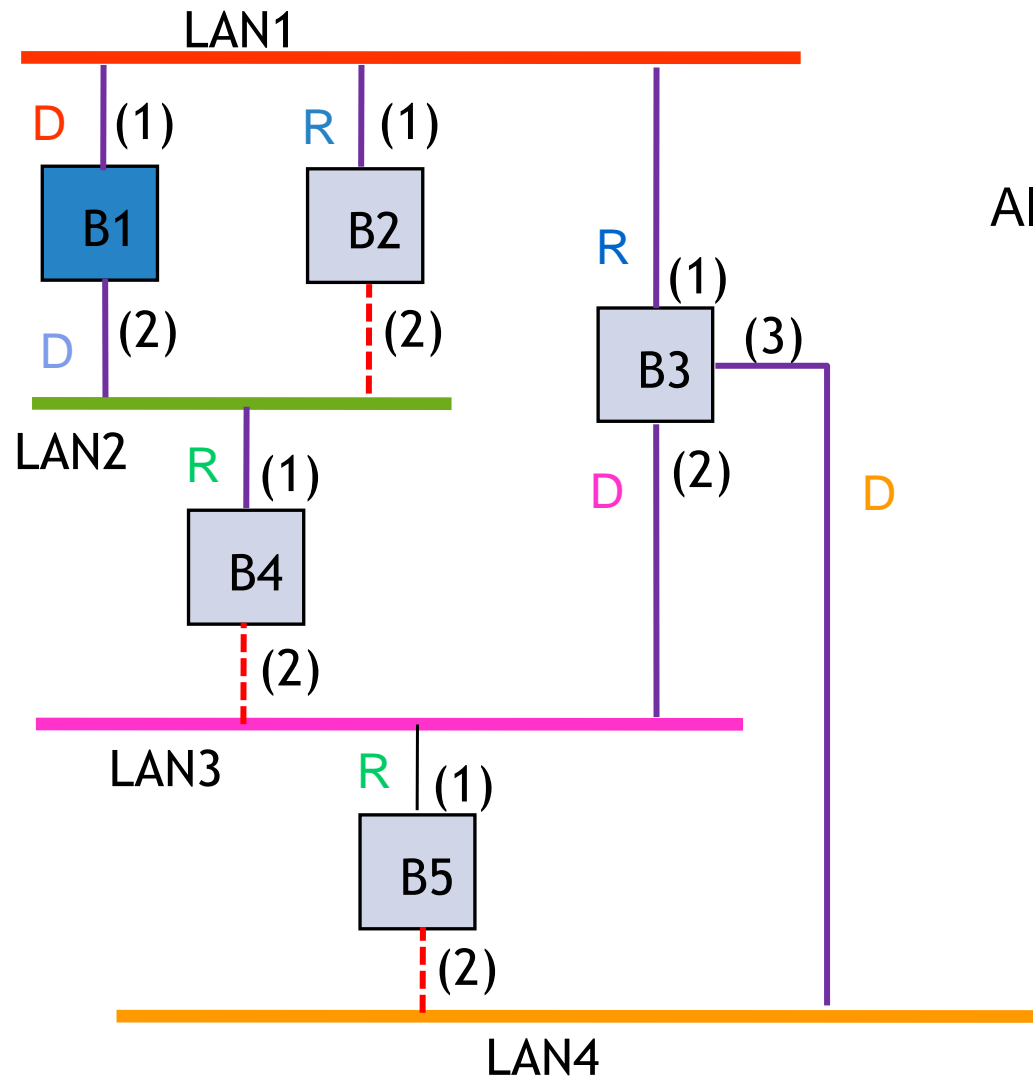 LAN1
D (1)
R (1)
B1
B2
R
(1)
D (2)
(2)
B3
(3)
LAN2
R (1)
D (2)
D
B4
(2)
LAN3
R (1)
B5
(2)
LAN4